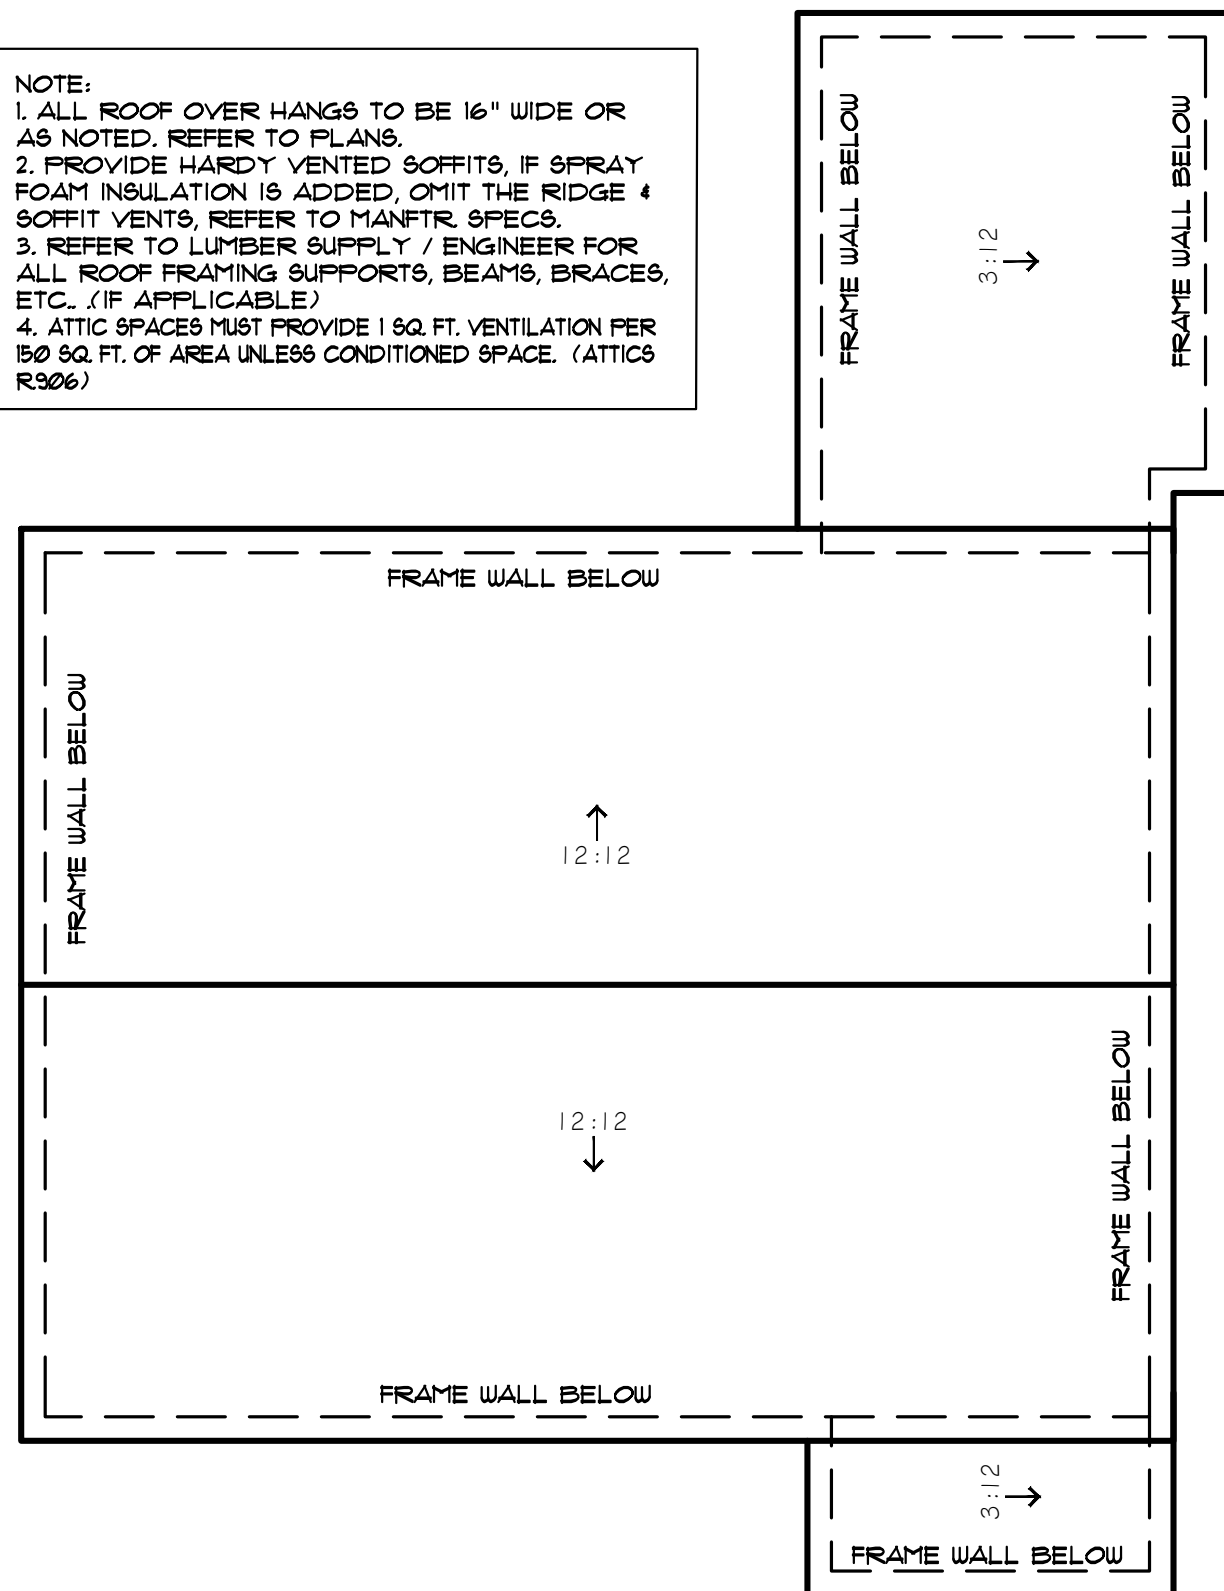 NOTE:
1. ALL ROOF OVER HANGS TO BE 16" WIDE OR
AS NOTED. REFER TO PLANS.
2. PROVIDE HARDY VENTED SOFFITS, IF SPRAY
FOAM INSULATION IS ADDED, OMIT THE RIDGE &
SOFFIT VENTS, REFER TO MANFTR. SPECS.
3. REFER TO LUMBER SUPPLY / ENGINEER FOR
ALL ROOF FRAMING SUPPORTS, BEAMS, BRACES,
ETC.. .(IF APPLICABLE)
4. ATTIC SPACES MUST PROVIDE 1 SQ. FT. VENTILATION PER
150 SQ. FT. OF AREA UNLESS CONDITIONED SPACE. (ATTICS
R906)
FRAME WALL BELOW
3:12
FRAME WALL BELOW
FRAME WALL BELOW
FRAME WALL BELOW
12:12
12:12
FRAME WALL BELOW
FRAME WALL BELOW
3:12
FRAME WALL BELOW